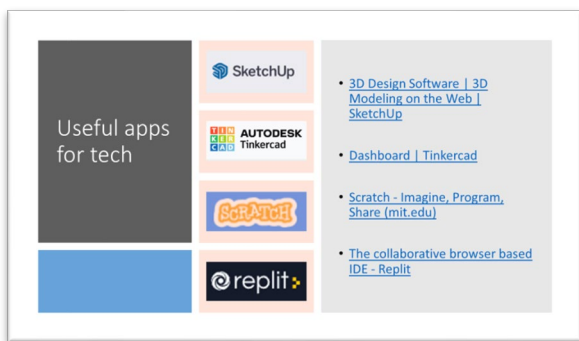 Useful apps
for tech
SketchUp
TIN
KER
CAD
AUTODESK
Tinkercad
SCRATCH
replit
• 3D Design Software | 3D
Modeling on the Web |
SketchUp
• Dashboard | Tinkercad
• Scratch - Imagine, Program,
Share (mit.edu)
• The collaborative browser based
IDE - Replit